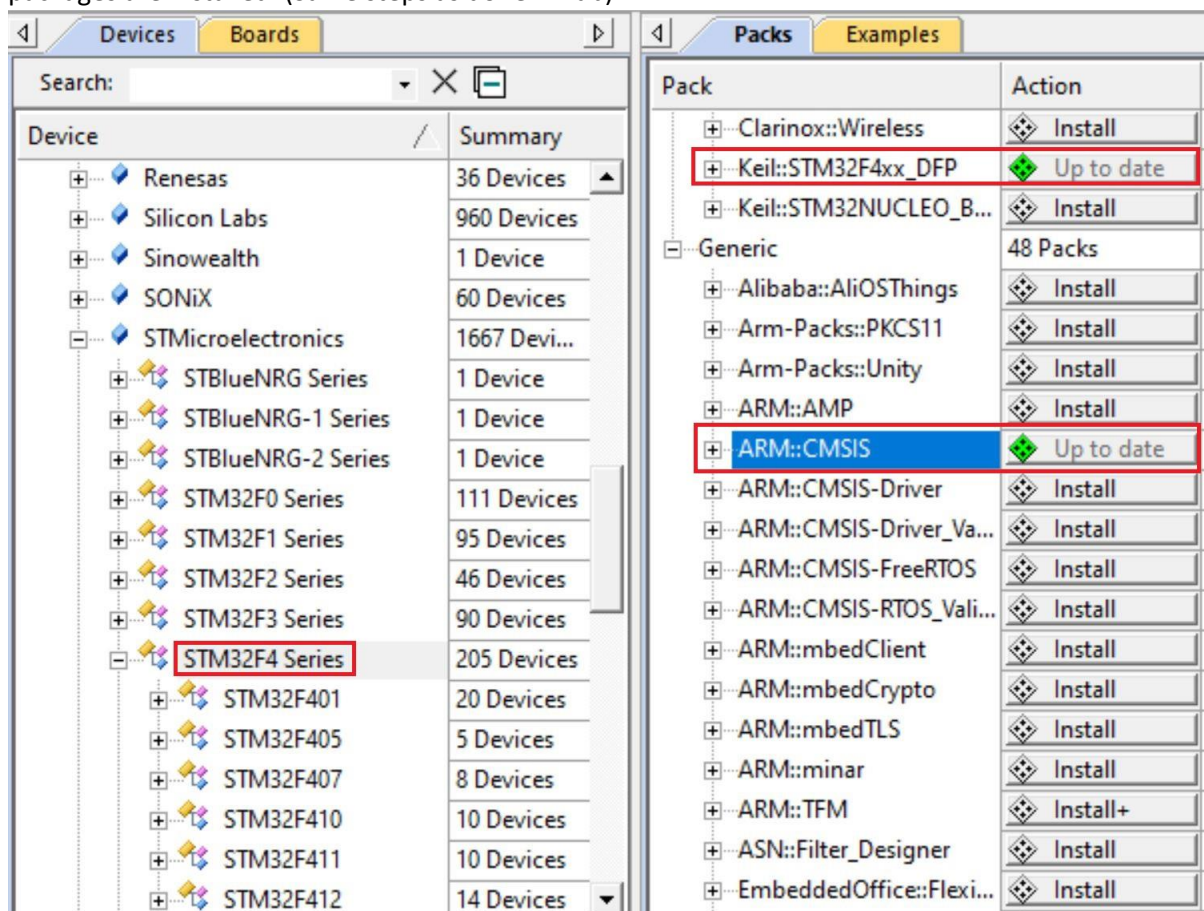 Devices
Boards
Search:
Device
Summary
Renesas 36 Devices
Silicon Labs 960 Devices
Sinowealth 1 Device
SONiX 60 Devices
STMicroelectronics 1667 Devi...
STBlueNRG Series 1 Device
STBlueNRG-1 Series 1 Device
STBlueNRG-2 Series 1 Device
STM32F0 Series 111 Devices
STM32F1 Series 95 Devices
STM32F2 Series 46 Devices
STM32F3 Series 90 Devices
STM32F4 Series 205 Devices
STM32F401 20 Devices
STM32F405 5 Devices
STM32F407 8 Devices
STM32F410 10 Devices
STM32F411 10 Devices
STM32F412 14 Devices
Packs
Examples
Pack
Action
Clarinox::Wireless Install
Keil::STM32F4xx_DFP Up to date
Keil::STM32NUCLEO_B... Install
Generic 48 Packs
Alibaba::AliOSThings Install
Arm-Packs::PKCS11 Install
Arm-Packs::Unity Install
ARM::AMP Install
ARM::CMSIS Up to date
ARM::CMSIS-Driver Install
ARM::CMSIS-Driver_Va... Install
ARM::CMSIS-FreeRTOS Install
ARM::CMSIS-RTOS_Vali... Install
ARM::mbedClient Install
ARM::mbedCrypto Install
ARM::mbedTLS Install
ARM::minar Install
ARM::TFM Install+
ASN::Filter_Designer Install
EmbeddedOffice::Flexi... Install